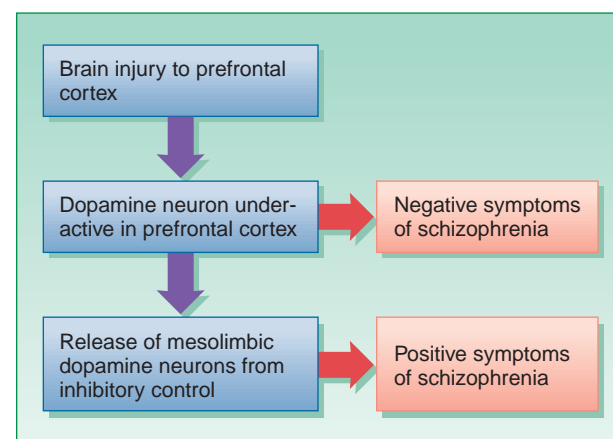 Brain injury to prefrontal
cortex
Dopamine neuron under-
active in prefrontal cortex
Negative symptoms
of schizophrenia
Release of mesolimbic
dopamine neurons from
inhibitory control
Positive symptoms
of schizophrenia